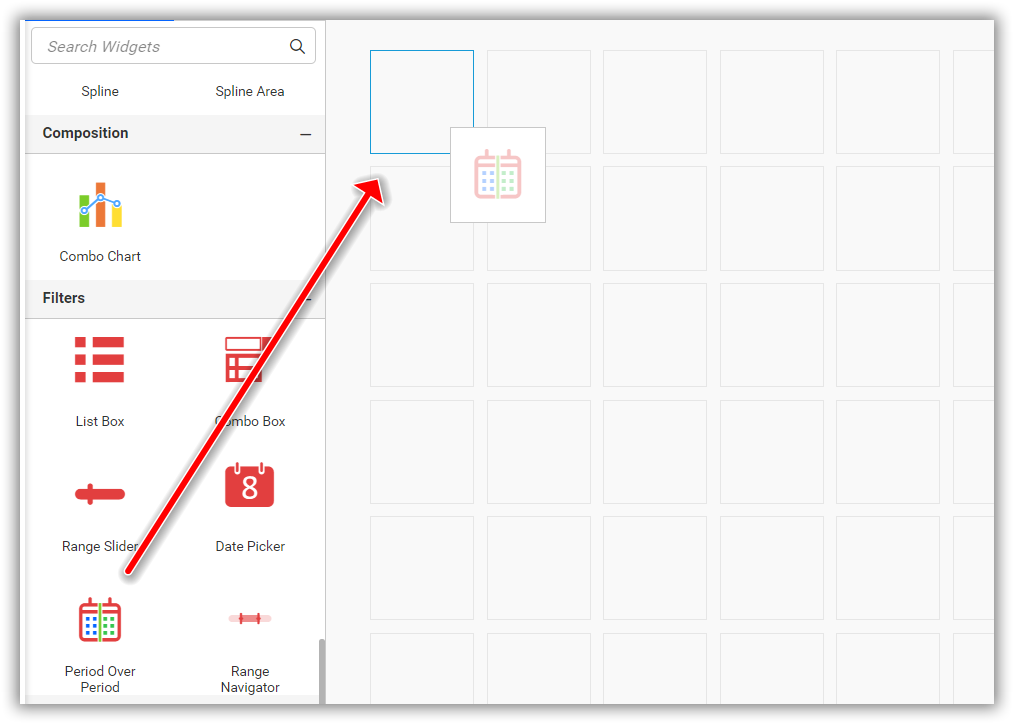 Search Widgets
Spline
Spline Area
Composition
Combo Chart
Filters
List Box
Combo Box
Range Slider
8
Date Picker
Period Over
Period
Range
Navigator